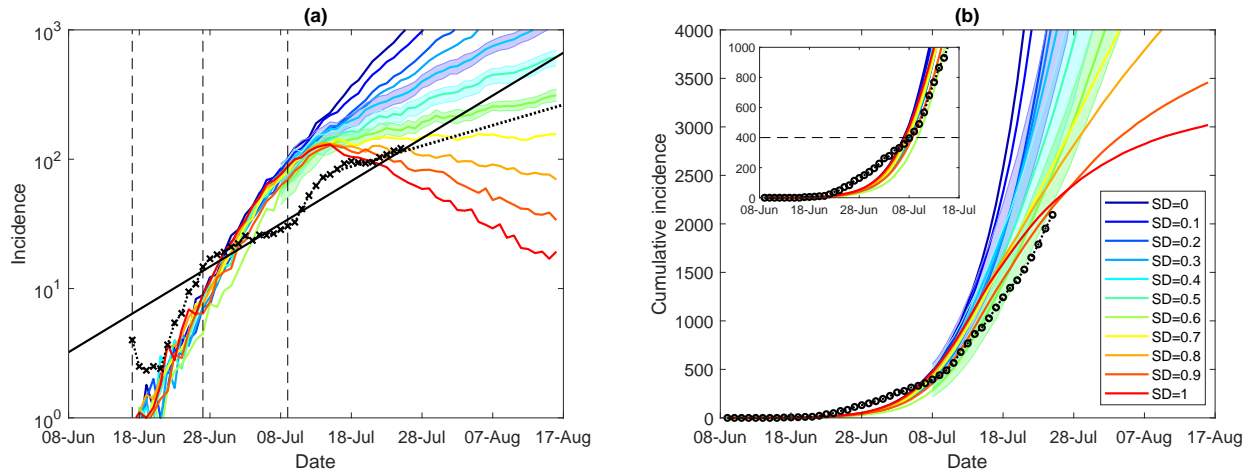 (a)
10^3
10^2
10^1
10^0
Incidence
08-Jun
18-Jun
28-Jun
08-Jul
18-Jul
28-Jul
07-Aug
17-Aug
Date
(b)
4000
3500
3000
2500
2000
1500
1000
500
0
Cumulative incidence
1000
800
600
400
200
0
08-Jun
18-Jun
28-Jun
08-Jul
18-Jul
SD=0
SD=0.1
SD=0.2
SD=0.3
SD=0.4
SD=0.5
SD=0.6
SD=0.7
SD=0.8
SD=0.9
SD=1
08-Jun
18-Jun
28-Jun
08-Jul
18-Jul
28-Jul
07-Aug
17-Aug
Date